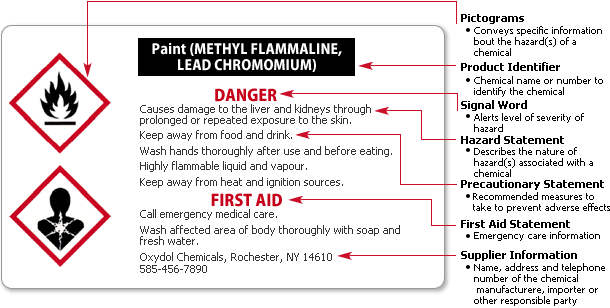 Paint (METHYL FLAMMALINE,
LEAD CHROMOMIUM)
DANGER
Causes damage to the liver and kidneys through
prolonged or repeated exposure to the skin.
Keep away from food and drink.
Wash hands thoroughly after use and before eating.
Highly flammable liquid and vapour.
Keep away from heat and ignition sources.
FIRST AID
Call emergency medical care.
Wash affected area of body thoroughly with soap and
fresh water.
Oxydol Chemicals, Rochester, NY 14610
585-456-7890
Pictograms
• Conveys specific information
bout the hazard(s) of a
chemical
Product Identifier
• Chemical name or number to
identify the chemical
Signal Word
• Alerts level of severity of
hazard
Hazard Statement
• Describes the nature of
hazard(s) associated with a
chemical
Precautionary Statement
• Recommended measures to
take to prevent adverse effects
First Aid Statement
• Emergency care information
Supplier Information
• Name, address and telephone
number of the chemical
manufacturere, importer or
other responsible party